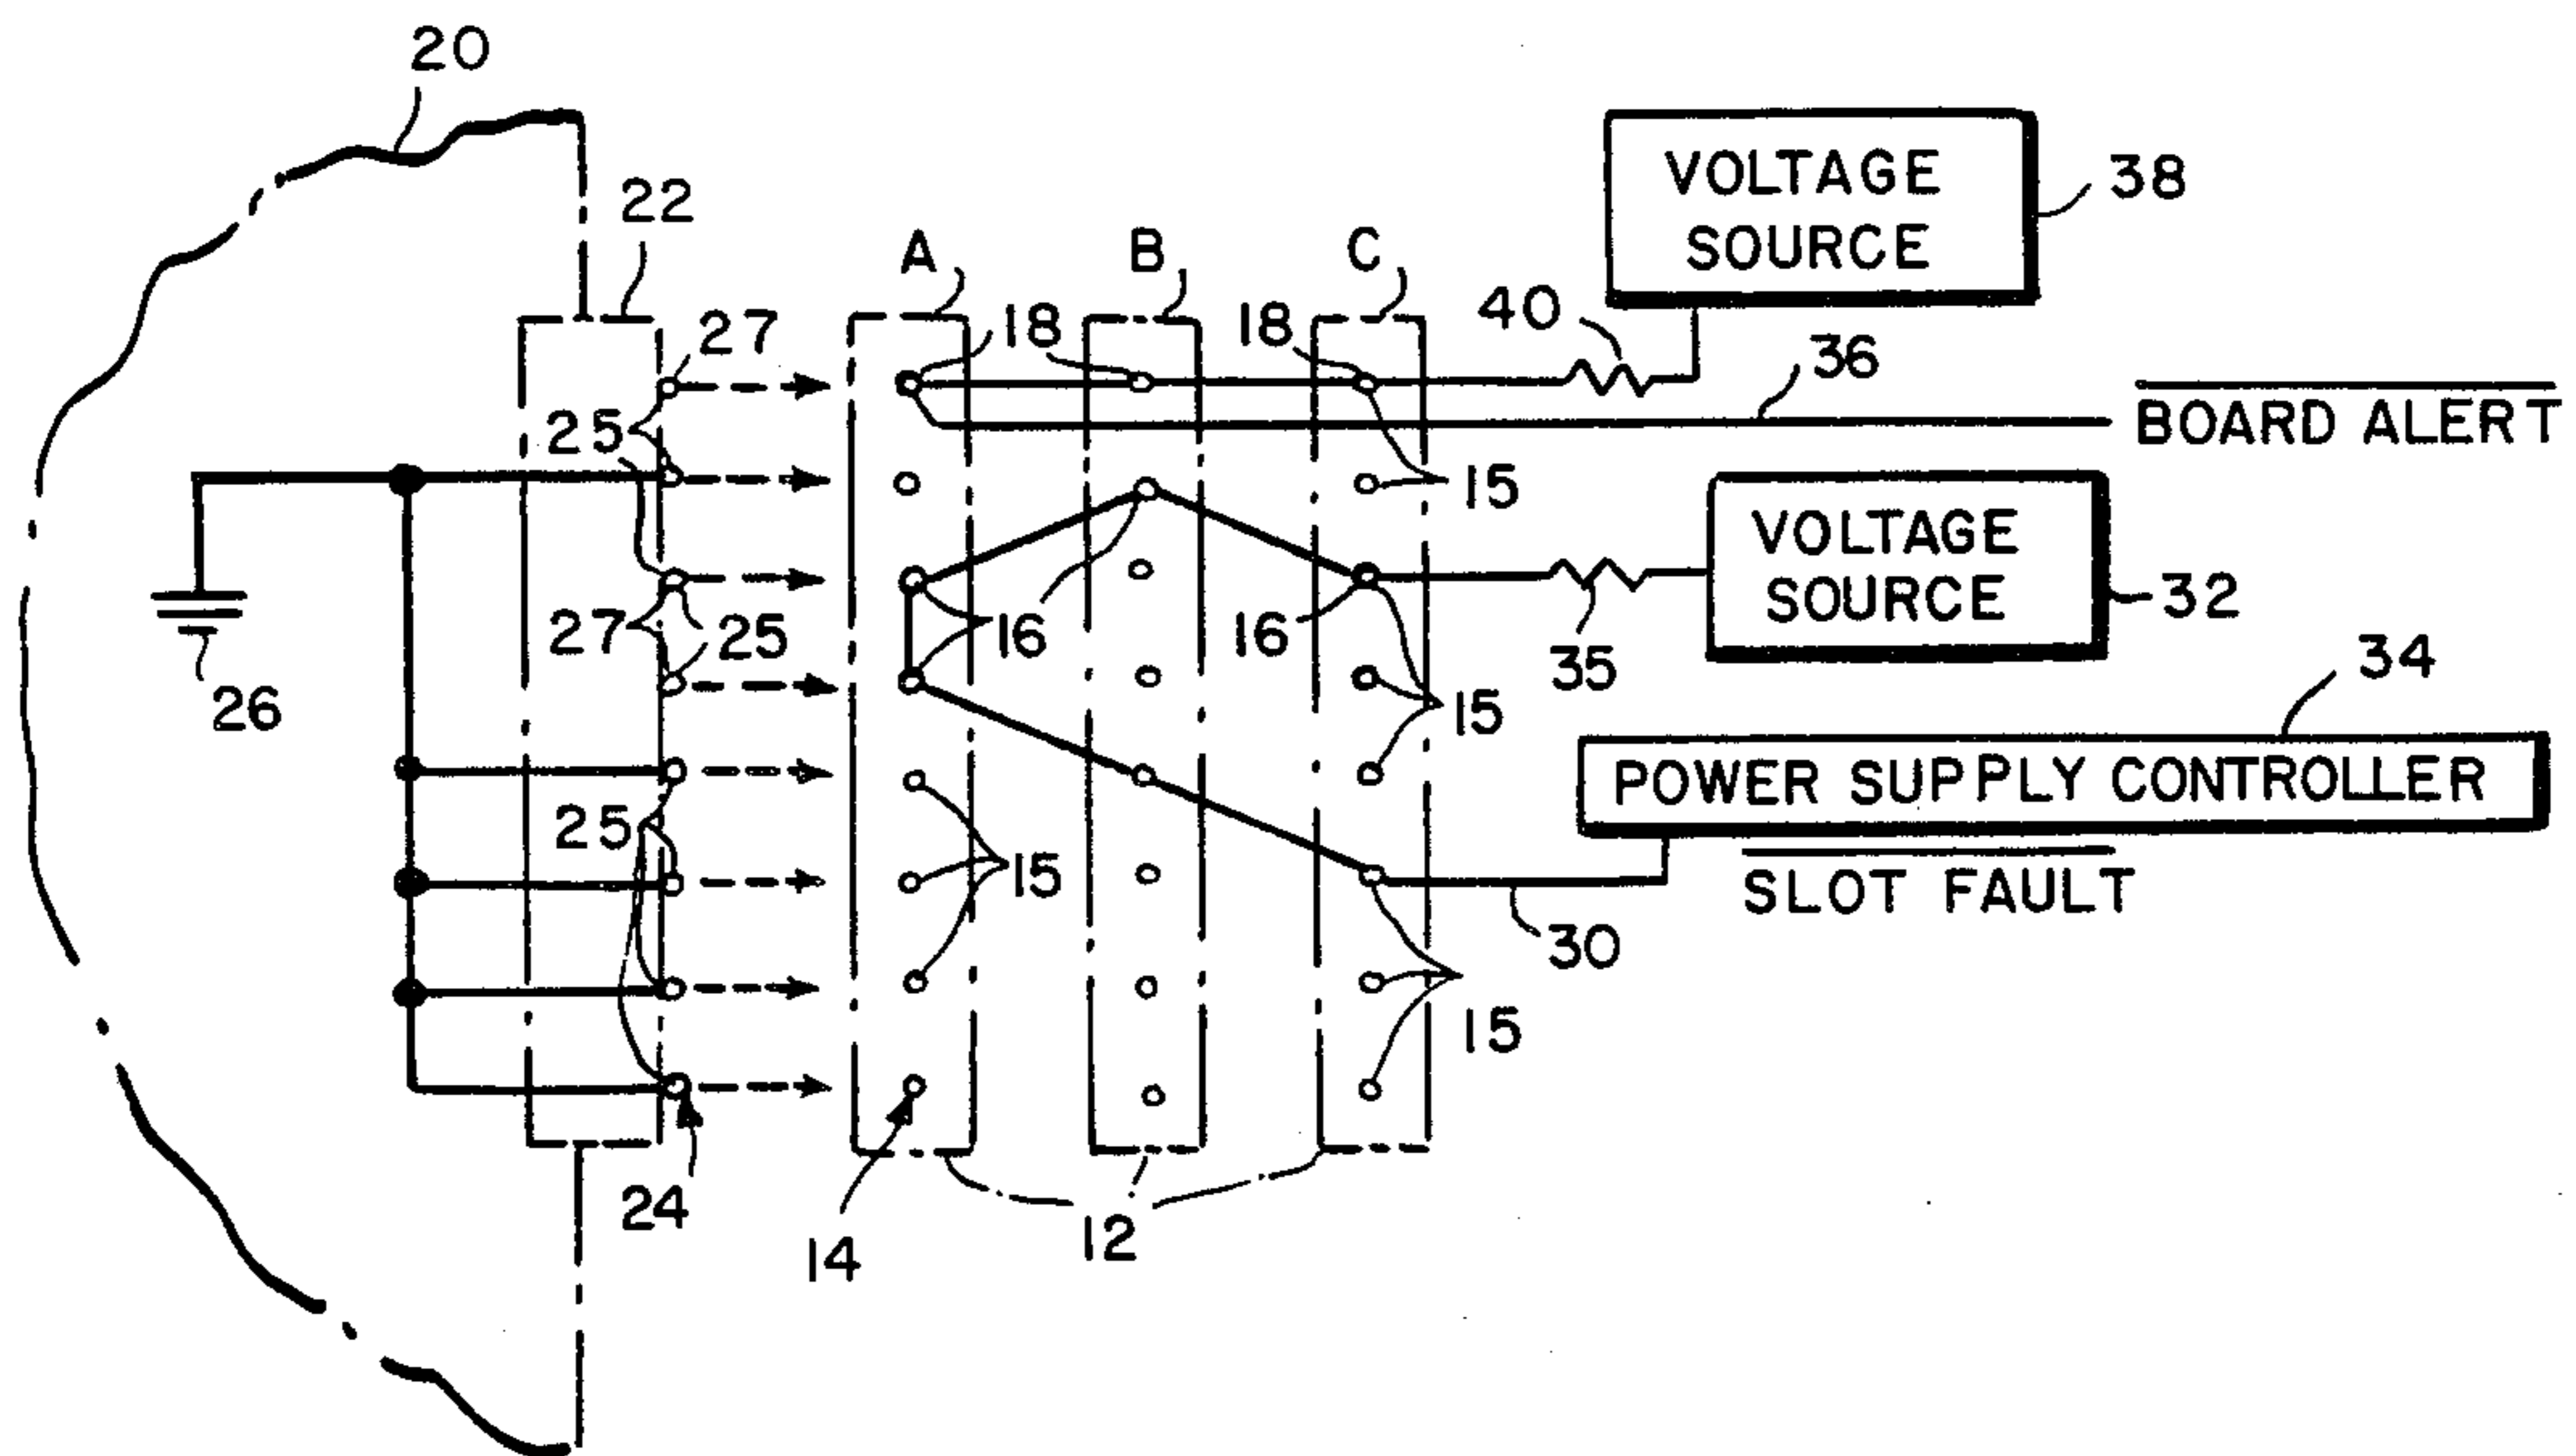 20
22
27
25
27
25
26
25
24
A
B
C
18
18
16
16
15
15
15
15
14
12
40
VOLTAGE
SOURCE
38
36
BOARD ALERT
VOLTAGE
SOURCE
32
35
34
POWER SUPPLY CONTROLLER
SLOT FAULT
30